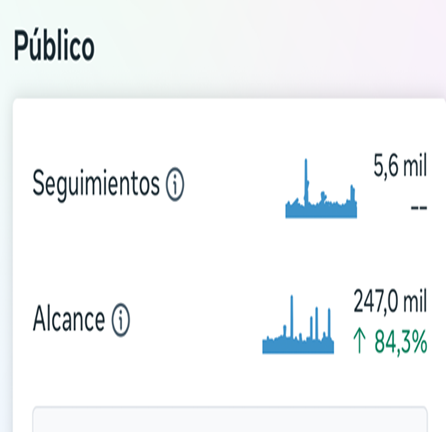 Público
Seguimientos
5,6 mil
--
Alcance
247,0 mil
↑ 84,3%